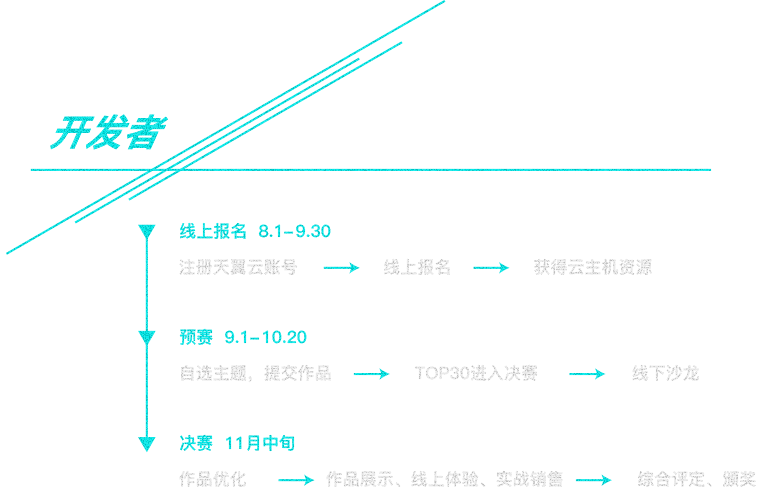 开发者
线上报名 8.1-9.30
注册天翼云账号 线上报名 获得云主机资源
预赛 9.1-10.20
自选主题，提交作品 TOP30进入决赛 线下沙龙
决赛 11月中旬
作品优化 作品展示、线上体验、实战销售 综合评定、颁奖